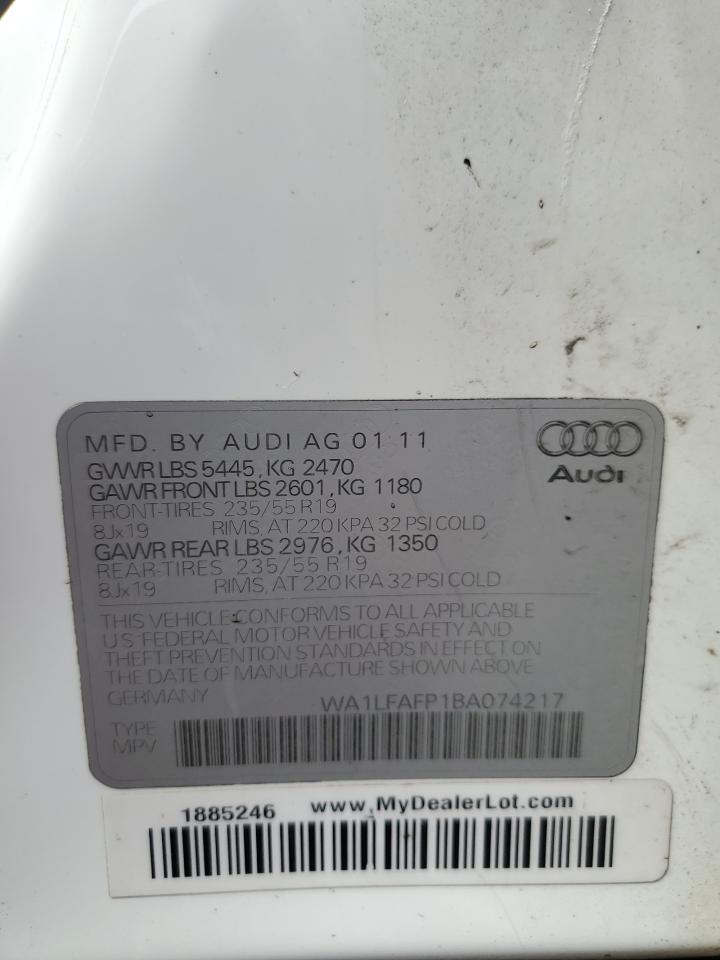 MFD. BY AUDI AG 01 11
GVWR LBS 5445, KG 2470
GAWR FRONT LBS 2601, KG 1180
FRONT-TIRES 235/55 R19
8Jx19 RIMS, AT 220 KPA 32 PSI COLD
GAWR REAR LBS 2976, KG 1350
REAR-TIRES 235/55 R19
8Jx19 RIMS, AT 220 KPA 32 PSI COLD
Audi
THIS VEHICLE CONFORMS TO ALL APPLICABLE
U.S. FEDERAL MOTOR VEHICLE SAFETY AND
THEFT PREVENTION STANDARDS IN EFFECT ON
THE DATE OF MANUFACTURE SHOWN ABOVE
GERMANY WA1LFAFP1BA074217
TYPE
MPV
1885246 www.MyDealerLot.com